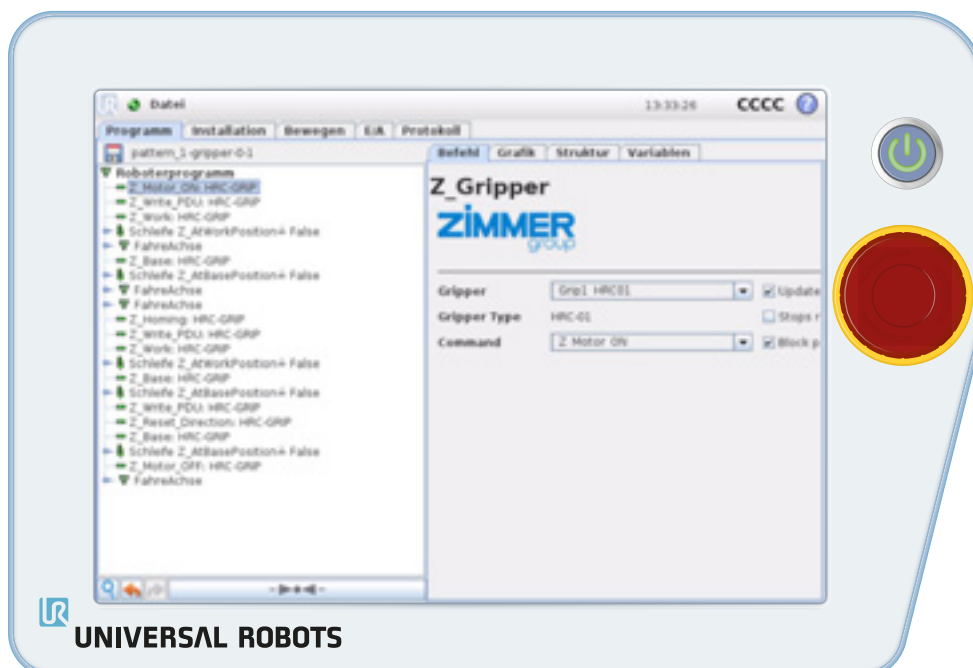 Datei 13:33:26 CCCC ?
Programm Installation Bewegen E/A Protokoll
pattern_1-gripper-0-1
Befehl Grafik Struktur Variablen
Roboterprogramm
Z_Motor_ON: HRC-GRIP
Z_Write_PDU: HRC-GRIP
Z_Work: HRC-GRIP
Schleife Z_AtWorkPosition≟ False
FahreAchse
Z_Base: HRC-GRIP
Schleife Z_AtBasePosition≟ False
FahreAchse
FahreAchse
Z_Homing: HRC-GRIP
Z_Write_PDU: HRC-GRIP
Z_Work: HRC-GRIP
Schleife Z_AtWorkPosition≟ False
Z_Base: HRC-GRIP
Schleife Z_AtBasePosition≟ False
Z_Write_PDU: HRC-GRIP
Z_Reset_Direction: HRC-GRIP
Z_Base: HRC-GRIP
Schleife Z_AtBasePosition≟ False
Z_Motor_OFF: HRC-GRIP
FahreAchse
Z_Gripper
ZIMMER
group
Gripper Grip1 HRC01 Update
Gripper Type HRC-01 Stops r
Command Z Motor ON Block p
UR
UNIVERSAL ROBOTS